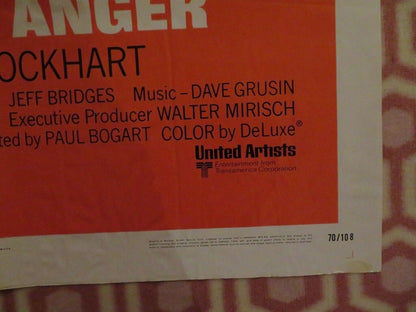 ANGER
OCKHART
JEFF BRIDGES Music – DAVE GRUSIN
Executive Producer WALTER MIRISCH
ted by PAUL BOGART COLOR by DeLuxe®
United Artists
Entertainment from
Transamerica Corporation
70/108